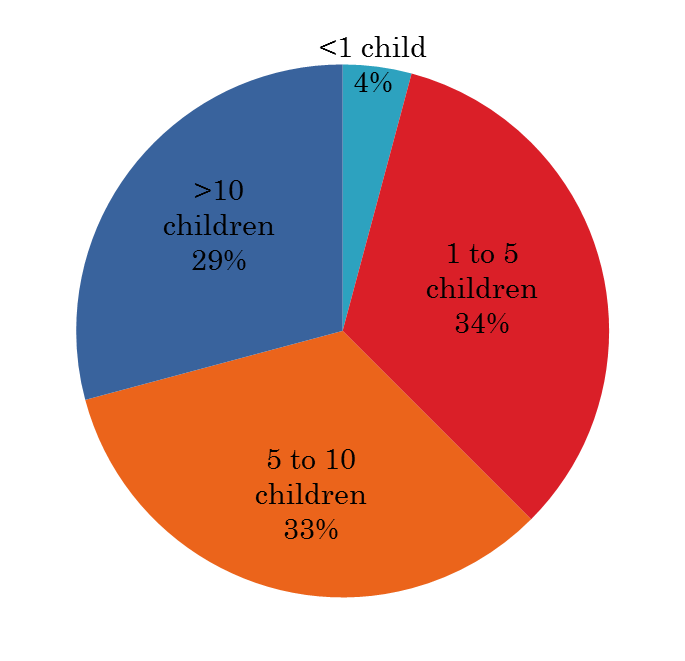 <1 child
4%
>10
children
29%
1 to 5
children
34%
5 to 10
children
33%